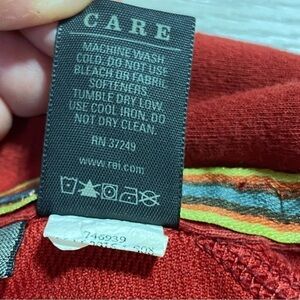 CARE
MACHINE WASH
COLD. DO NOT USE
BLEACH OR FABRIC
SOFTENERS.
TUMBLE DRY LOW.
USE COOL IRON. DO
NOT DRY CLEAN.
RN 37249
www.rei.com
746939